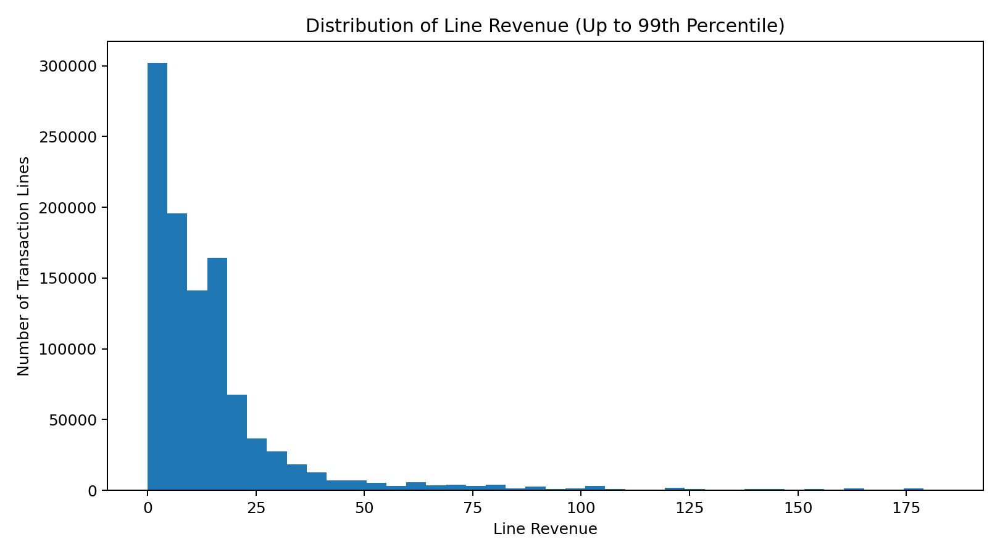 Distribution of Line Revenue (Up to 99th Percentile)
Number of Transaction Lines
300000
250000
200000
150000
100000
50000
0
0 25 50 75 100 125 150 175
Line Revenue